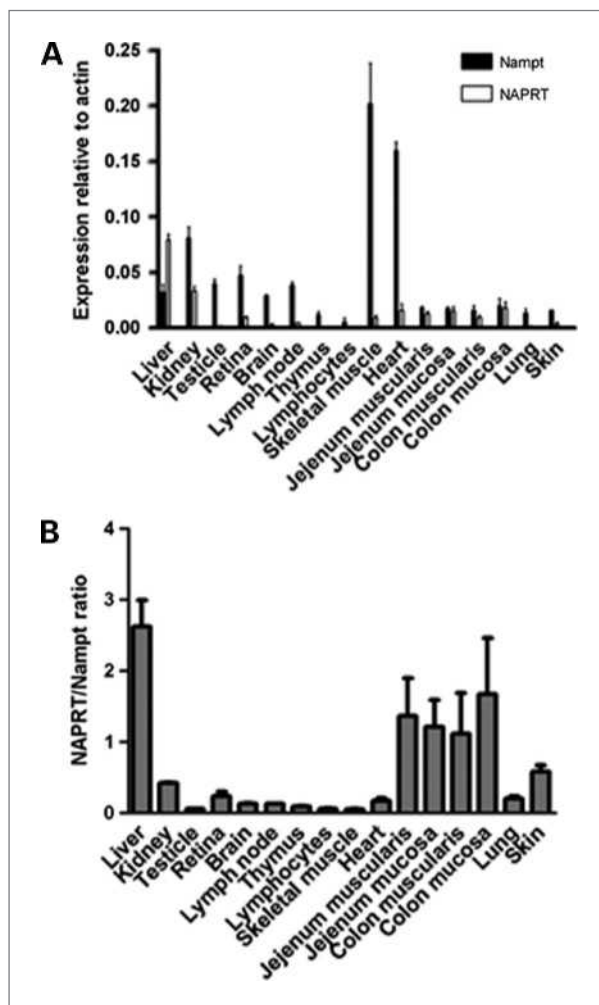 A
Expression relative to actin
0.25
0.20
0.15
0.10
0.05
0.00
Nampt
NAPRT
Liver
Kidney
Testicle
Retina
Brain
Lymph node
Thymus
Lymphocytes
Skeletal muscle
Heart
Jejenum muscularis
Jejenum mucosa
Colon muscularis
Colon mucosa
Lung
Skin
B
NAPRT/Nampt ratio
4
3
2
1
0
Liver
Kidney
Testicle
Retina
Brain
Lymph node
Thymus
Lymphocytes
Skeletal muscle
Heart
Jejenum muscularis
Jejenum mucosa
Colon muscularis
Colon mucosa
Lung
Skin